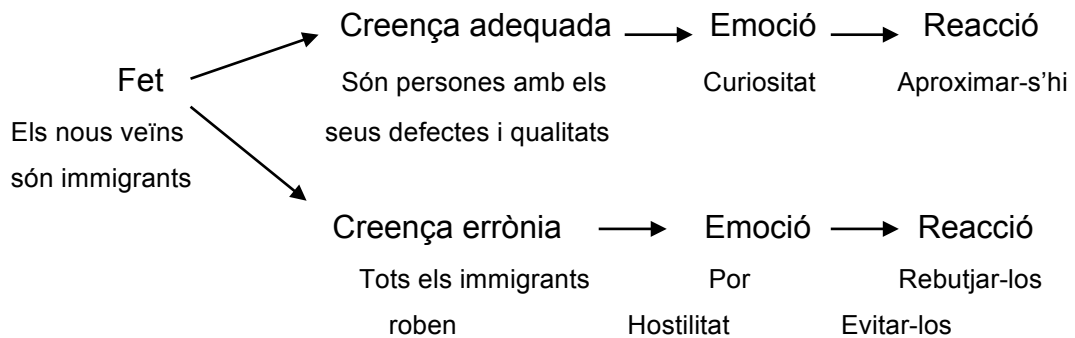 Creença adequada Emoció Reacció
Fet Són persones amb els Curiositat Aproximar-s'hi
Els nous veïns seus defectes i qualitats
són immigrants
Creença errònia Emoció Reacció
Tots els immigrants Por Rebutjar-los
roben Hostilitat Evitar-los